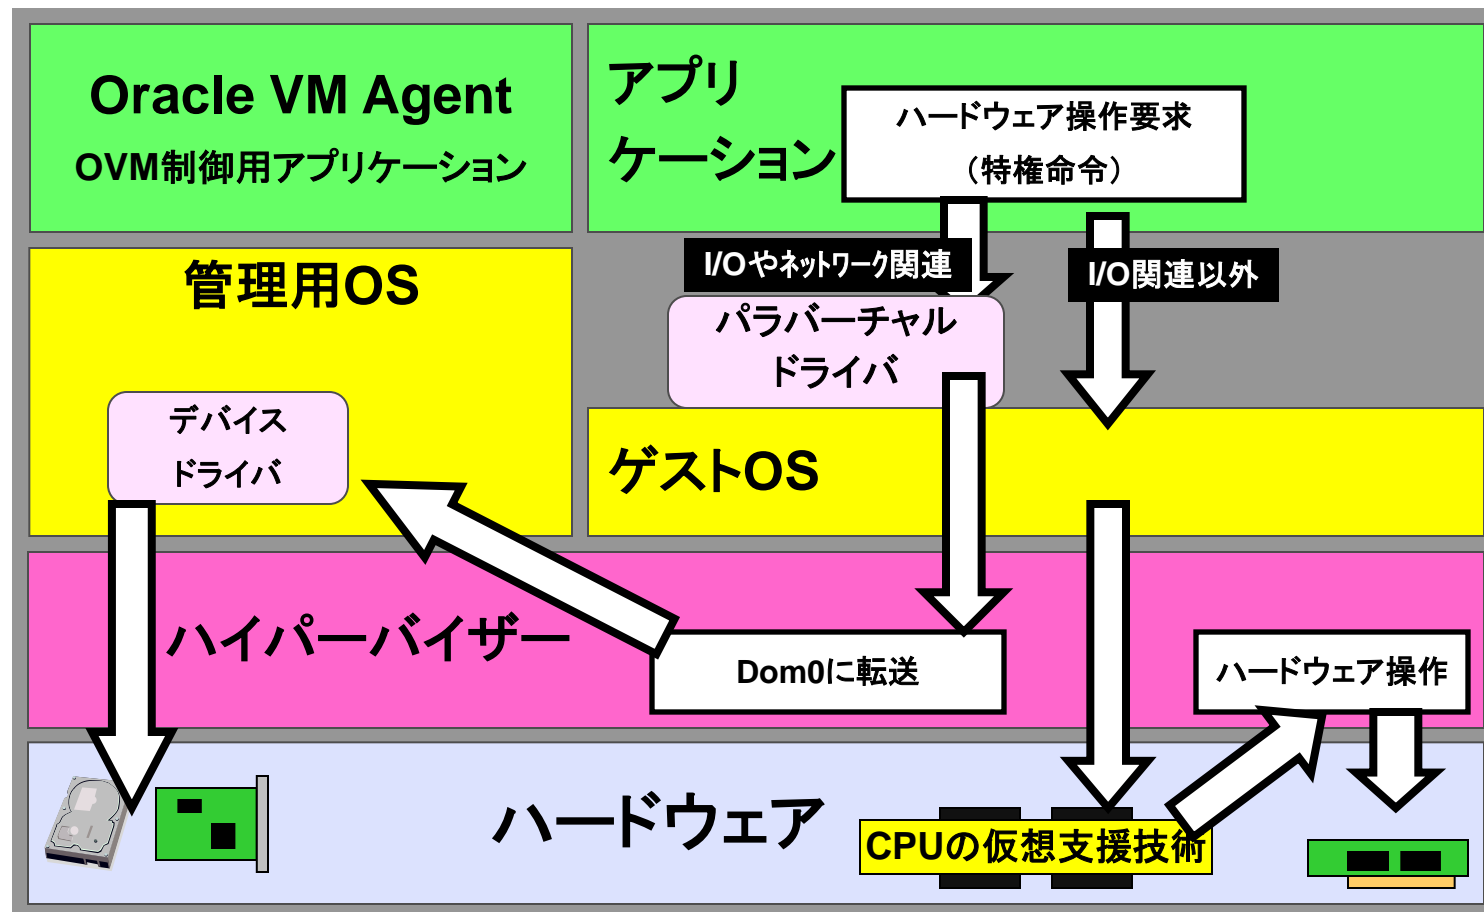 Oracle VM Agent
OVM制御用アプリケーション
アプリ
ケーション
ハードウェア操作要求
（特権命令）
管理用OS
I/Oやネットワーク関連
I/O関連以外
パラバーチャル
ドライバ
デバイス
ドライバ
ゲストOS
ハイパーバイザー
Dom0に転送
ハードウェア操作
ハードウェア
CPUの仮想支援技術